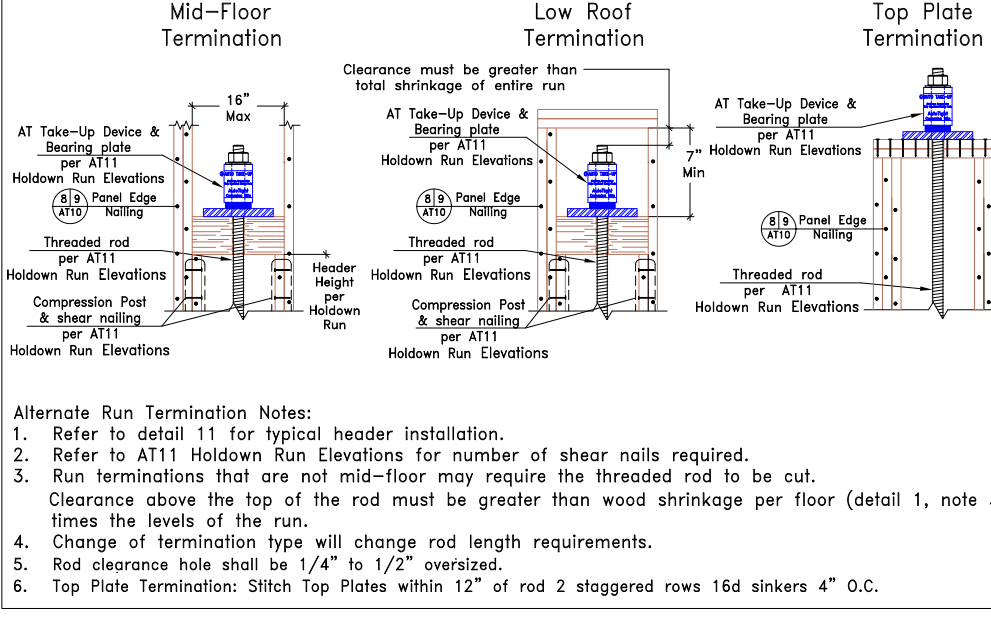 Mid-Floor
Termination
16"
Max
AT Take-Up Device &
Bearing plate
per AT11
Holdown Run Elevations
8 9
AT10
Panel Edge
Nailing
Threaded rod
per AT11
Holdown Run Elevations
Compression Post
& shear nailing
per AT11
Holdown Run Elevations
Header
Height
per
Holdown
Run
Low Roof
Termination
Clearance must be greater than
total shrinkage of entire run
AT Take-Up Device &
Bearing plate
per AT11
Holdown Run Elevations
7"
Min
8 9
AT10
Panel Edge
Nailing
Threaded rod
per AT11
Holdown Run Elevations
Compression Post
& shear nailing
per AT11
Holdown Run Elevations
Top Plate
Termination
AT Take-Up Device &
Bearing plate
per AT11
Holdown Run Elevations
8 9
AT10
Panel Edge
Nailing
Threaded rod
per AT11
Holdown Run Elevations
Alternate Run Termination Notes:
1. Refer to detail 11 for typical header installation.
2. Refer to AT11 Holdown Run Elevations for number of shear nails required.
3. Run terminations that are not mid-floor may require the threaded rod to be cut.
Clearance above the top of the rod must be greater than wood shrinkage per floor (detail 1, note
times the levels of the run.
4. Change of termination type will change rod length requirements.
5. Rod clearance hole shall be 1/4" to 1/2" oversized.
6. Top Plate Termination: Stitch Top Plates within 12" of rod 2 staggered rows 16d sinkers 4" O.C.